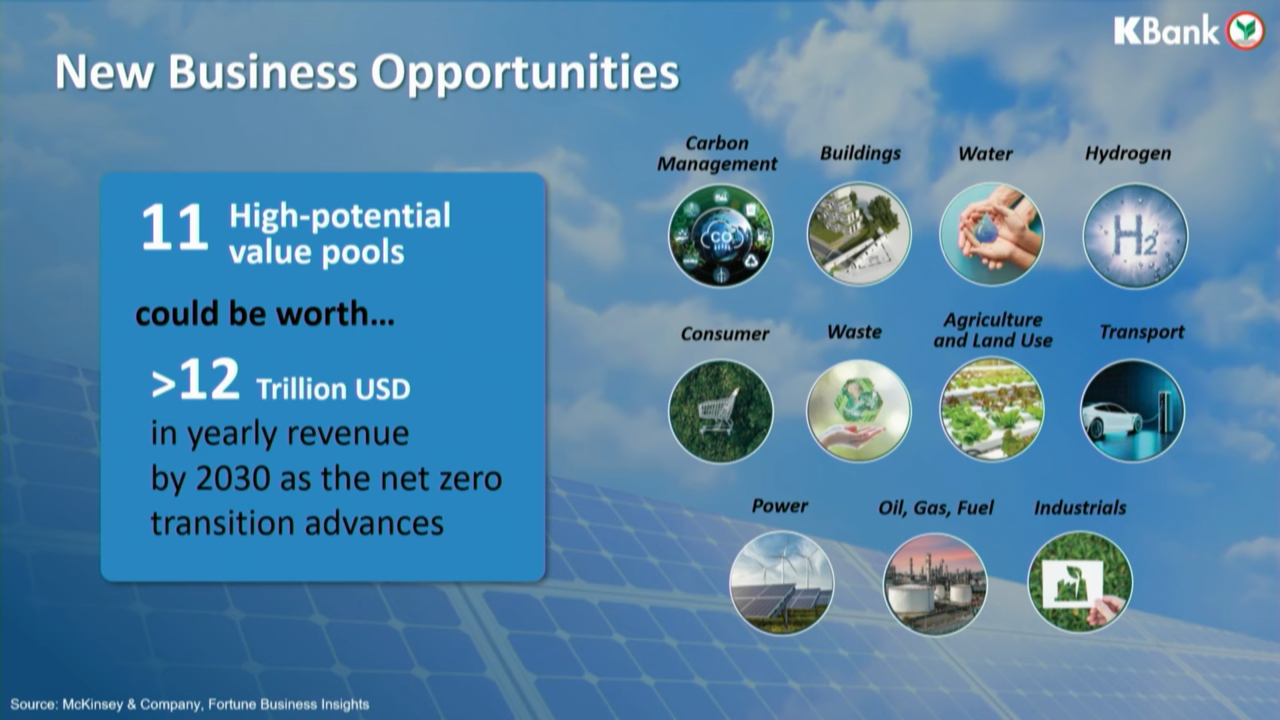 KBank
New Business Opportunities
11 High-potential
value pools
could be worth...
>12 Trillion USD
in yearly revenue
by 2030 as the net zero
transition advances
Carbon
Management
Buildings
Water
Hydrogen
CO
H2
Consumer
Waste
Agriculture
and Land Use
Transport
Power
Oil, Gas, Fuel
Industrials
Source: McKinsey & Company, Fortune Business Insights